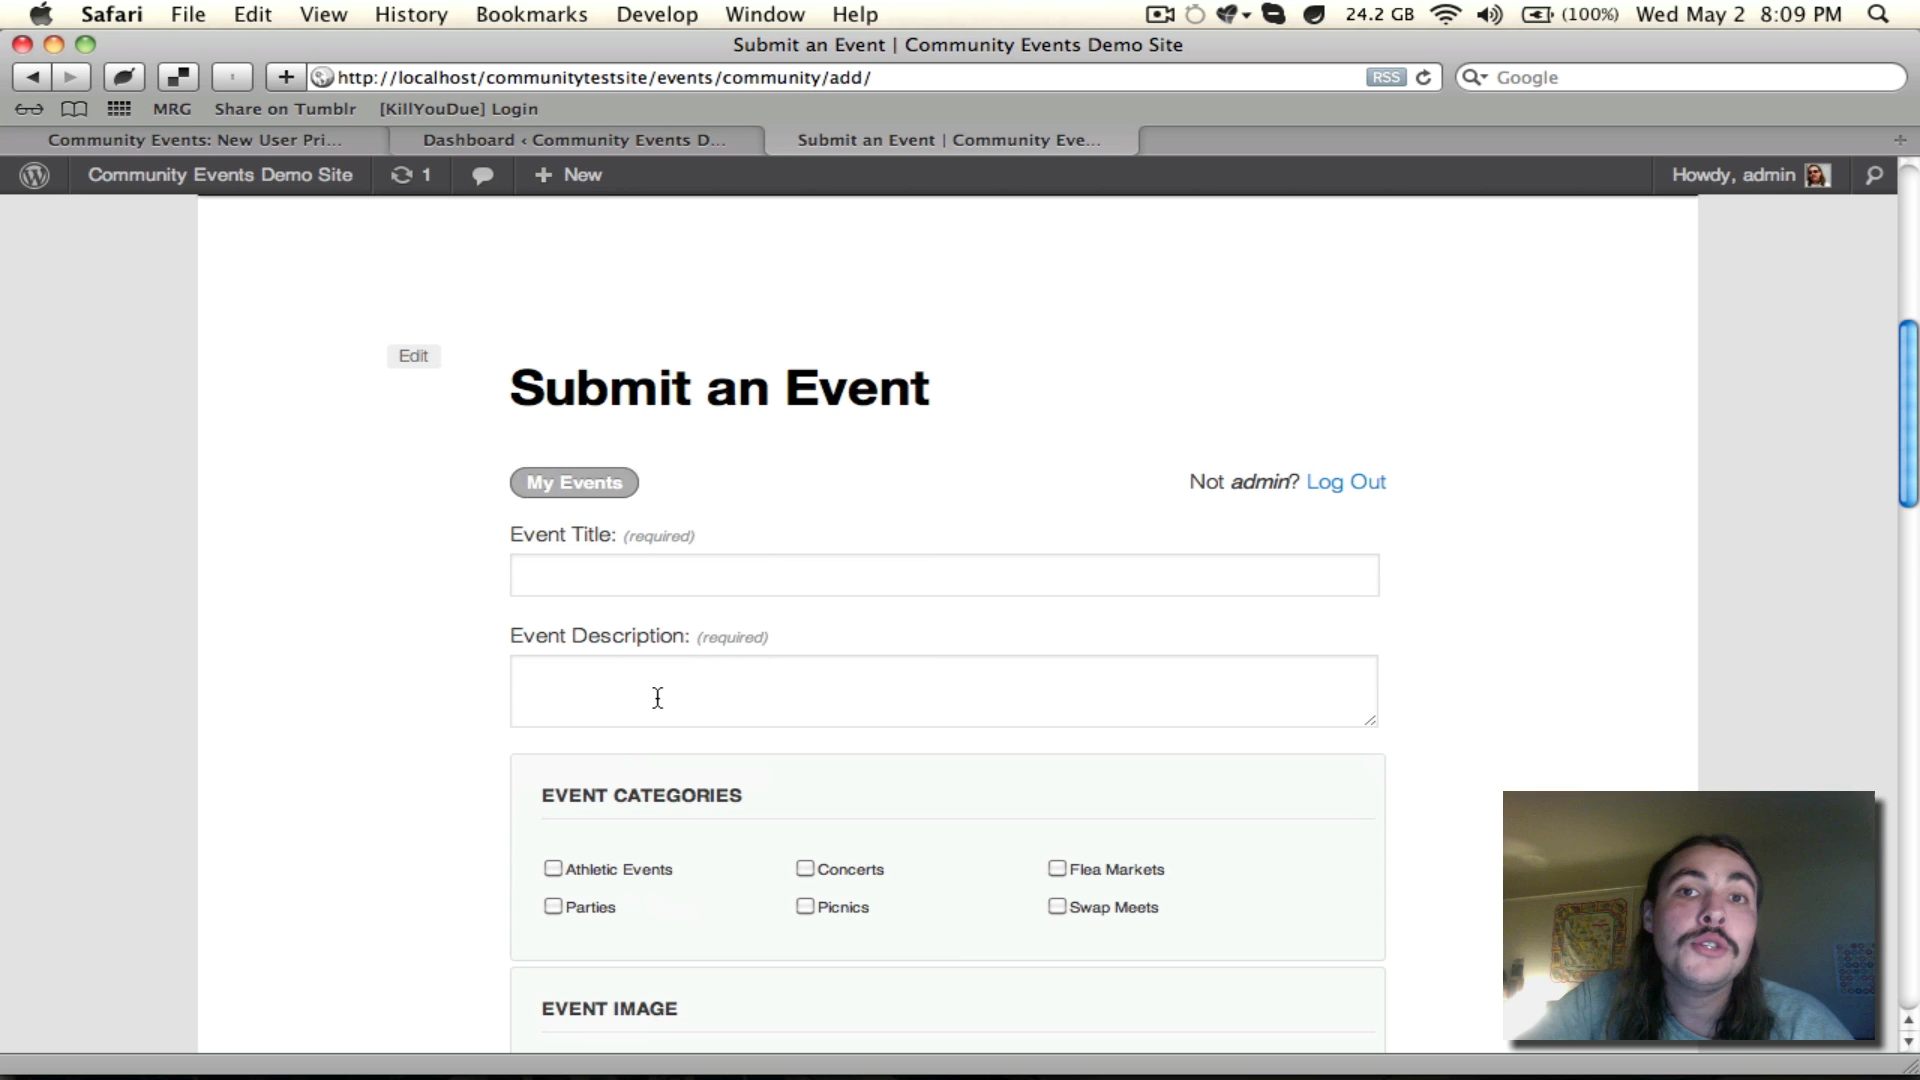 Safari File Edit View History Bookmarks Develop Window Help 24.2 GB (100%) Wed May 2 8:09 PM
Submit an Event | Community Events Demo Site
http://localhost/communitytestsite/events/community/add/ RSS Google
MRG Share on Tumblr [KillYouDue] Login
Community Events: New User Pri... Dashboard ‹ Community Events D... Submit an Event | Community Eve...
Community Events Demo Site 1 + New Howdy, admin
Edit
Submit an Event
My Events Not admin? Log Out
Event Title: (required)
Event Description: (required)
EVENT CATEGORIES
Athletic Events Concerts Flea Markets
Parties Picnics Swap Meets
EVENT IMAGE